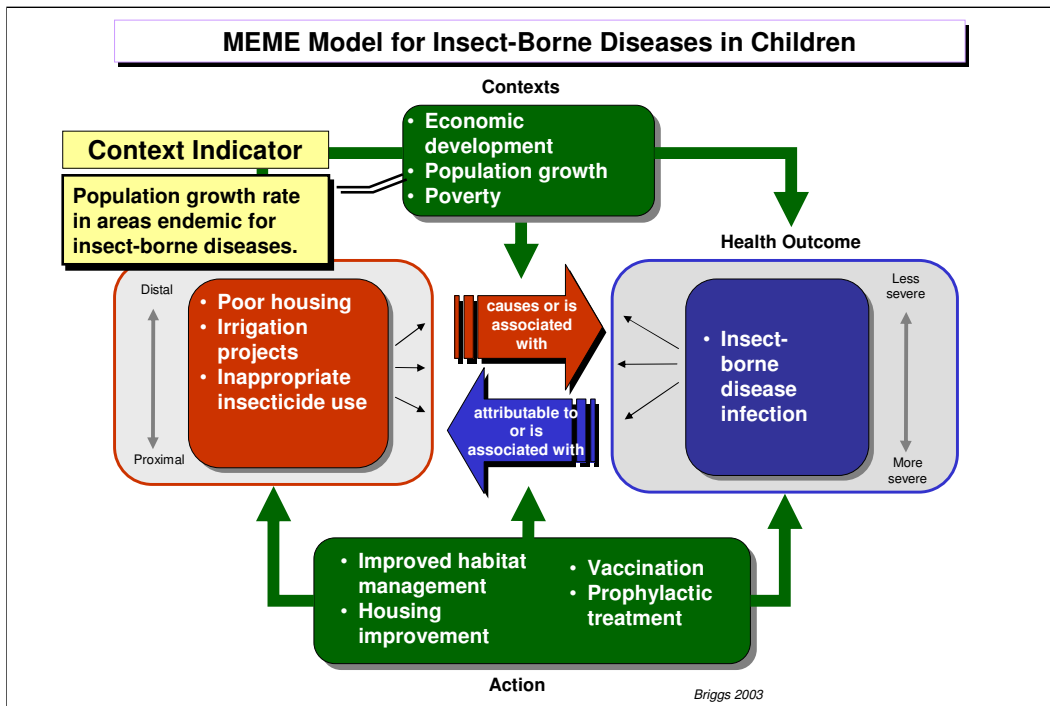 MEME Model for Insect-Borne Diseases in Children
Contexts
• Economic
development
• Population growth
• Poverty
Context Indicator
Population growth rate
in areas endemic for
insect-borne diseases.
Health Outcome
Distal
Proximal
• Poor housing
• Irrigation
projects
• Inappropriate
insecticide use
causes or is
associated
with
attributable to
or is
associated with
• Insect-
borne
disease
infection
Less
severe
More
severe
• Improved habitat
management
• Housing
improvement
• Vaccination
• Prophylactic
treatment
Action
Briggs 2003